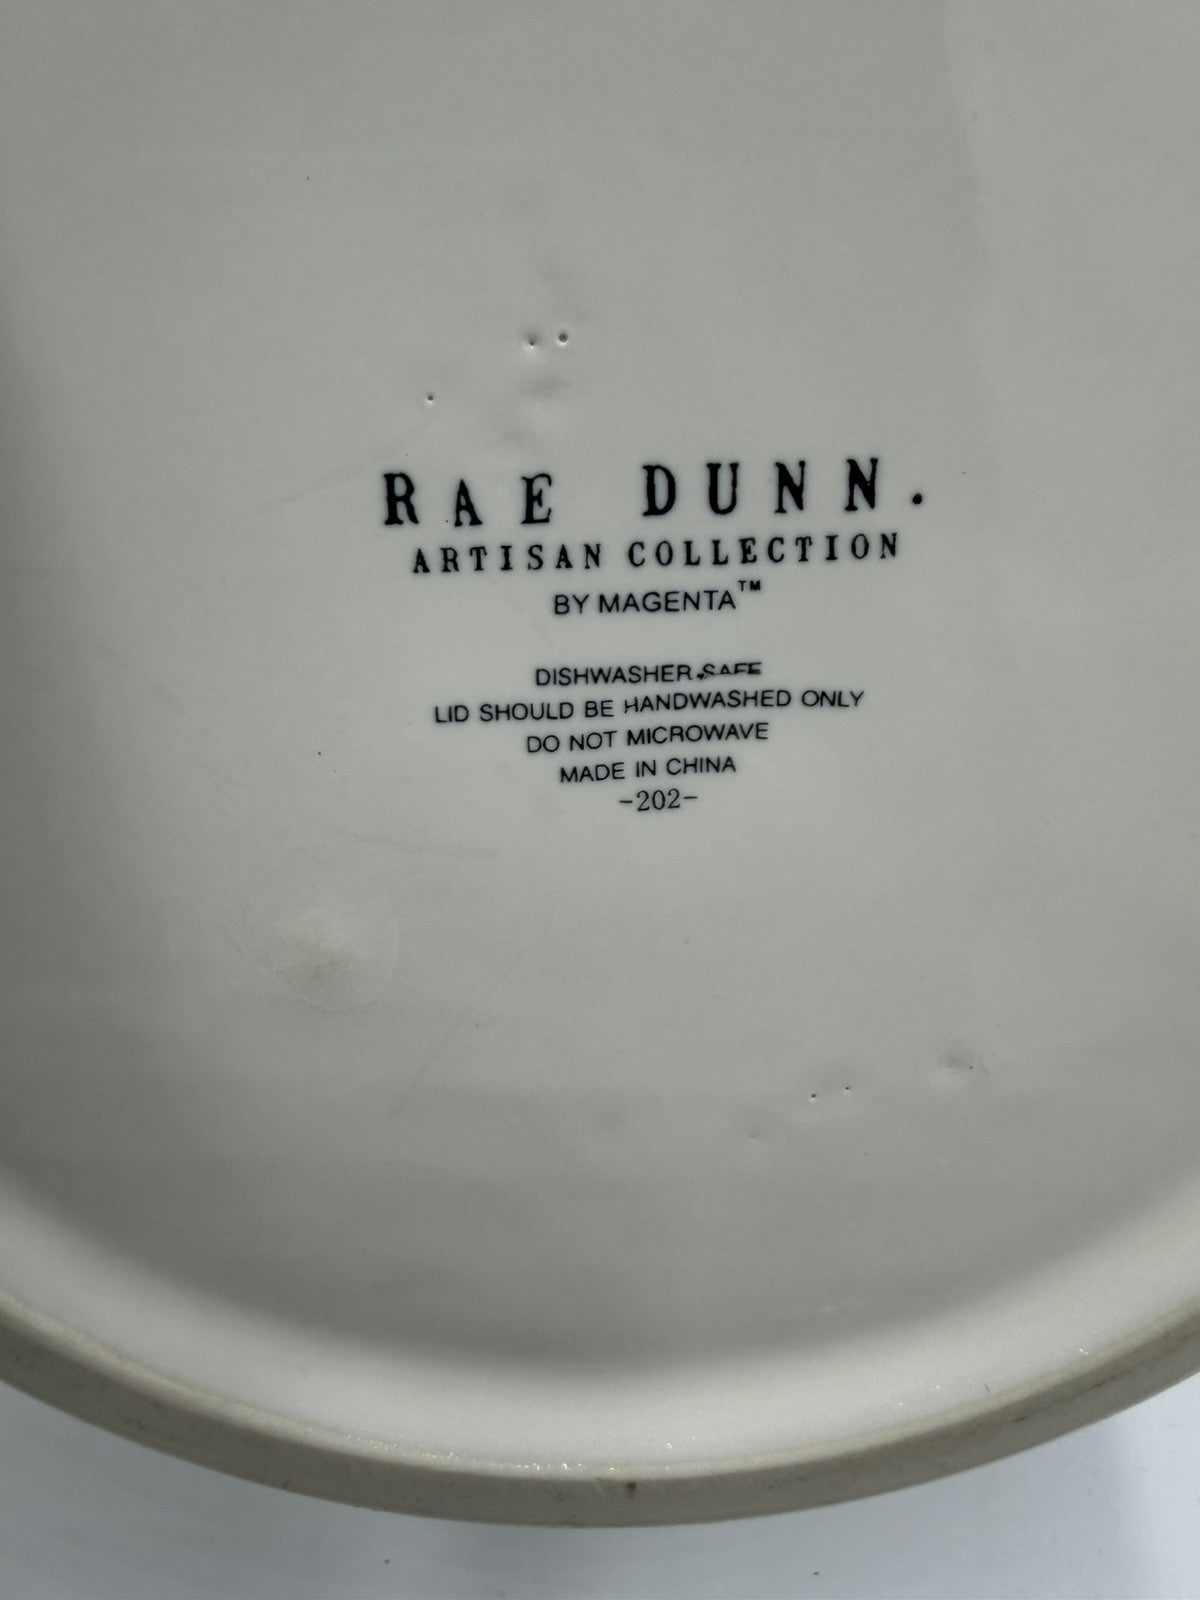 RAE DUNN.
ARTISAN COLLECTION
BY MAGENTA™
DISHWASHER SAFE
LID SHOULD BE HANDWASHED ONLY
DO NOT MICROWAVE
MADE IN CHINA
-202-